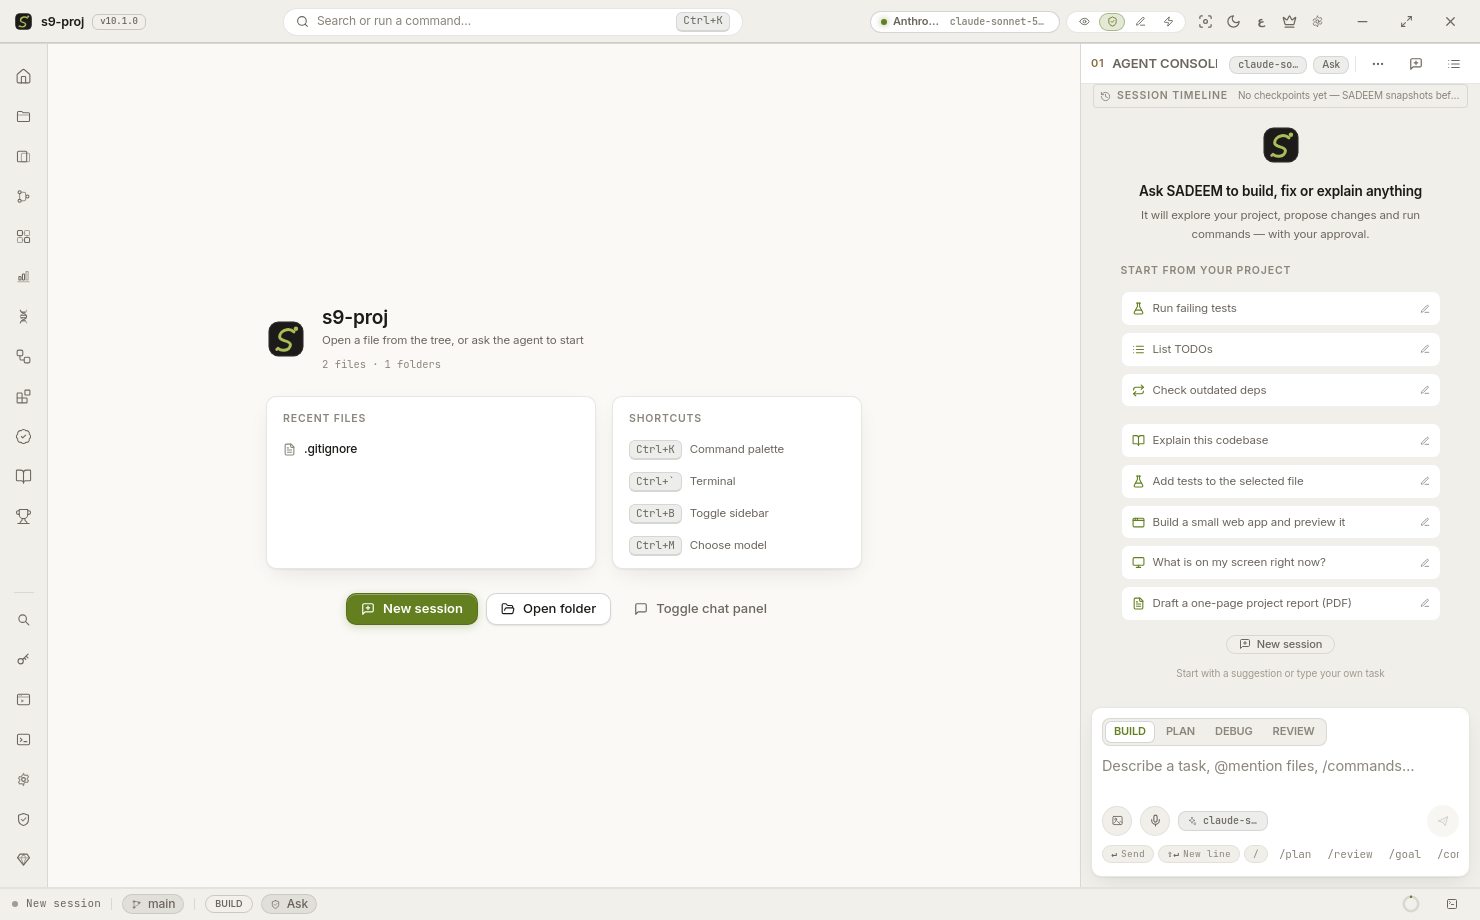 s9-proj
v10.1.0
Search or run a command...
Ctrl+K
Anthro...
claude-sonnet-5...
ع
01
AGENT CONSOL
claude-so...
Ask
SESSION TIMELINE
No checkpoints yet — SADEEM snapshots bef...
Ask SADEEM to build, fix or explain anything
It will explore your project, propose changes and run
commands — with your approval.
START FROM YOUR PROJECT
Run failing tests
List TODOs
Check outdated deps
Explain this codebase
Add tests to the selected file
Build a small web app and preview it
What is on my screen right now?
Draft a one-page project report (PDF)
New session
Start with a suggestion or type your own task
s9-proj
Open a file from the tree, or ask the agent to start
2 files · 1 folders
RECENT FILES
.gitignore
SHORTCUTS
Ctrl+K Command palette
Ctrl+` Terminal
Ctrl+B Toggle sidebar
Ctrl+M Choose model
New session
Open folder
Toggle chat panel
BUILD PLAN DEBUG REVIEW
Describe a task, @mention files, /commands...
claude-s...
↵ Send
⇧↵ New line
/
/plan
/review
/goal
/cor
New session
main
BUILD
Ask